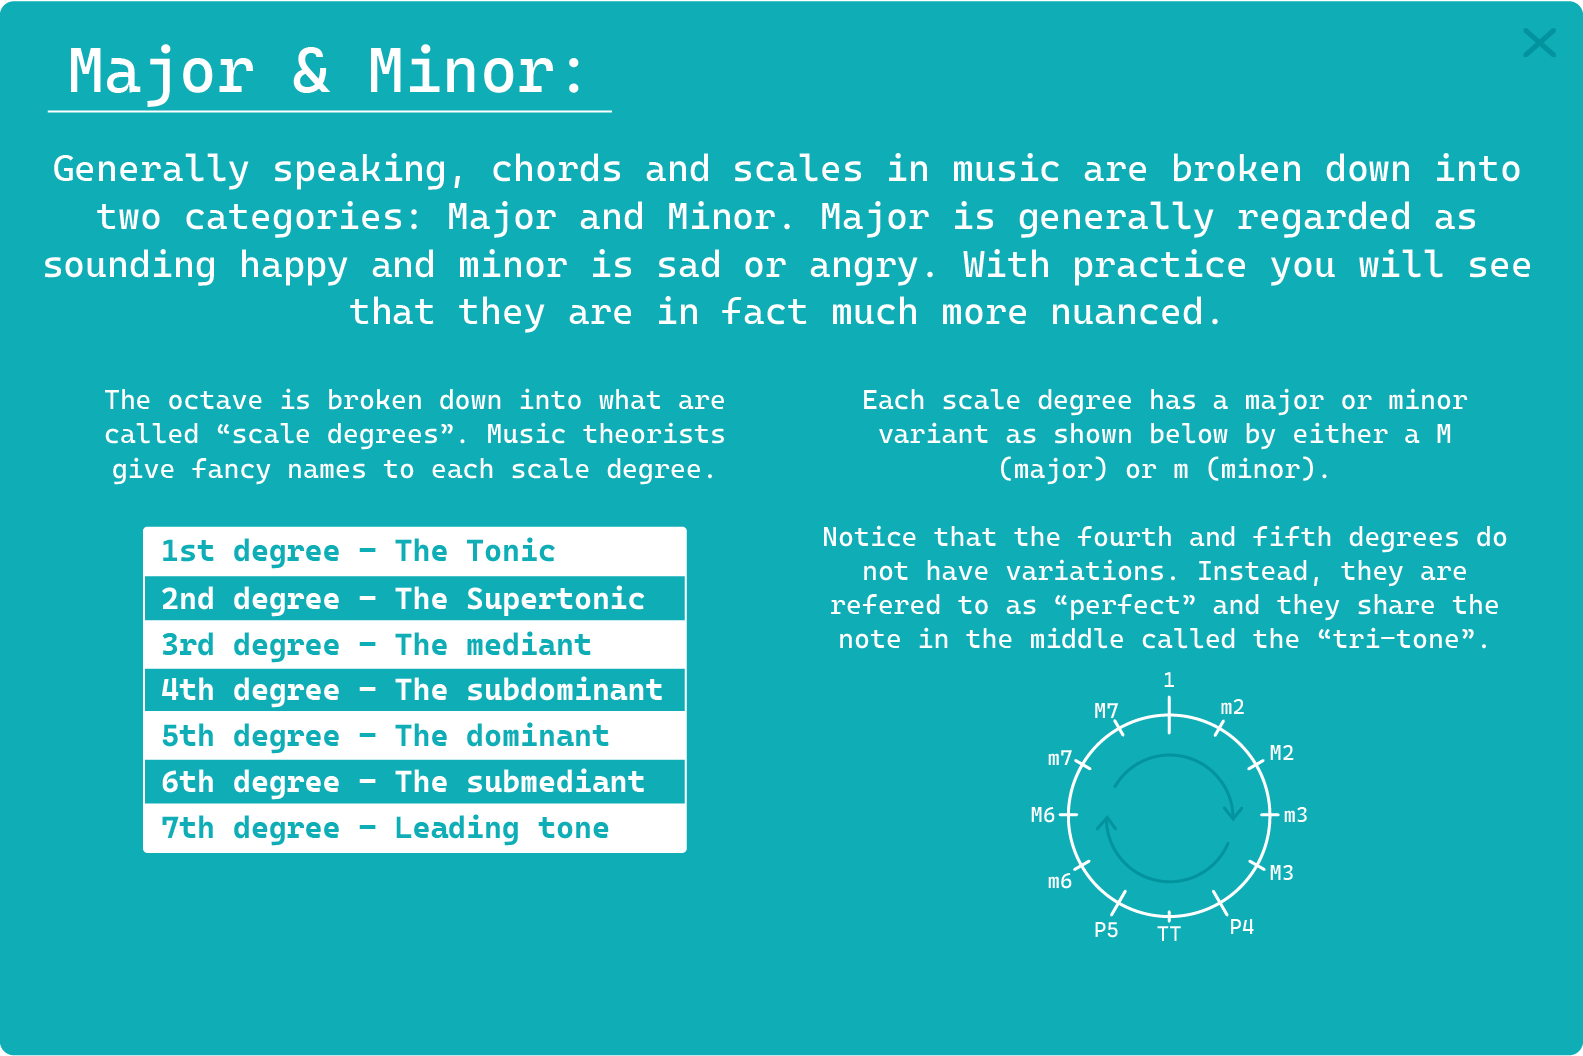 Major & Minor:
Generally speaking, chords and scales in music are broken down into
two categories: Major and Minor. Major is generally regarded as
sounding happy and minor is sad or angry. With practice you will see
that they are in fact much more nuanced.
The octave is broken down into what are
called “scale degrees”. Music theorists
give fancy names to each scale degree.
1st degree – The Tonic
2nd degree – The Supertonic
3rd degree – The mediant
4th degree – The subdominant
5th degree – The dominant
6th degree – The submediant
7th degree – Leading tone
Each scale degree has a major or minor
variant as shown below by either a M
(major) or m (minor).
Notice that the fourth and fifth degrees do
not have variations. Instead, they are
refered to as “perfect” and they share the
note in the middle called the “tri–tone”.
1
m2
M2
m3
M3
P4
TT
P5
m6
M6
m7
M7